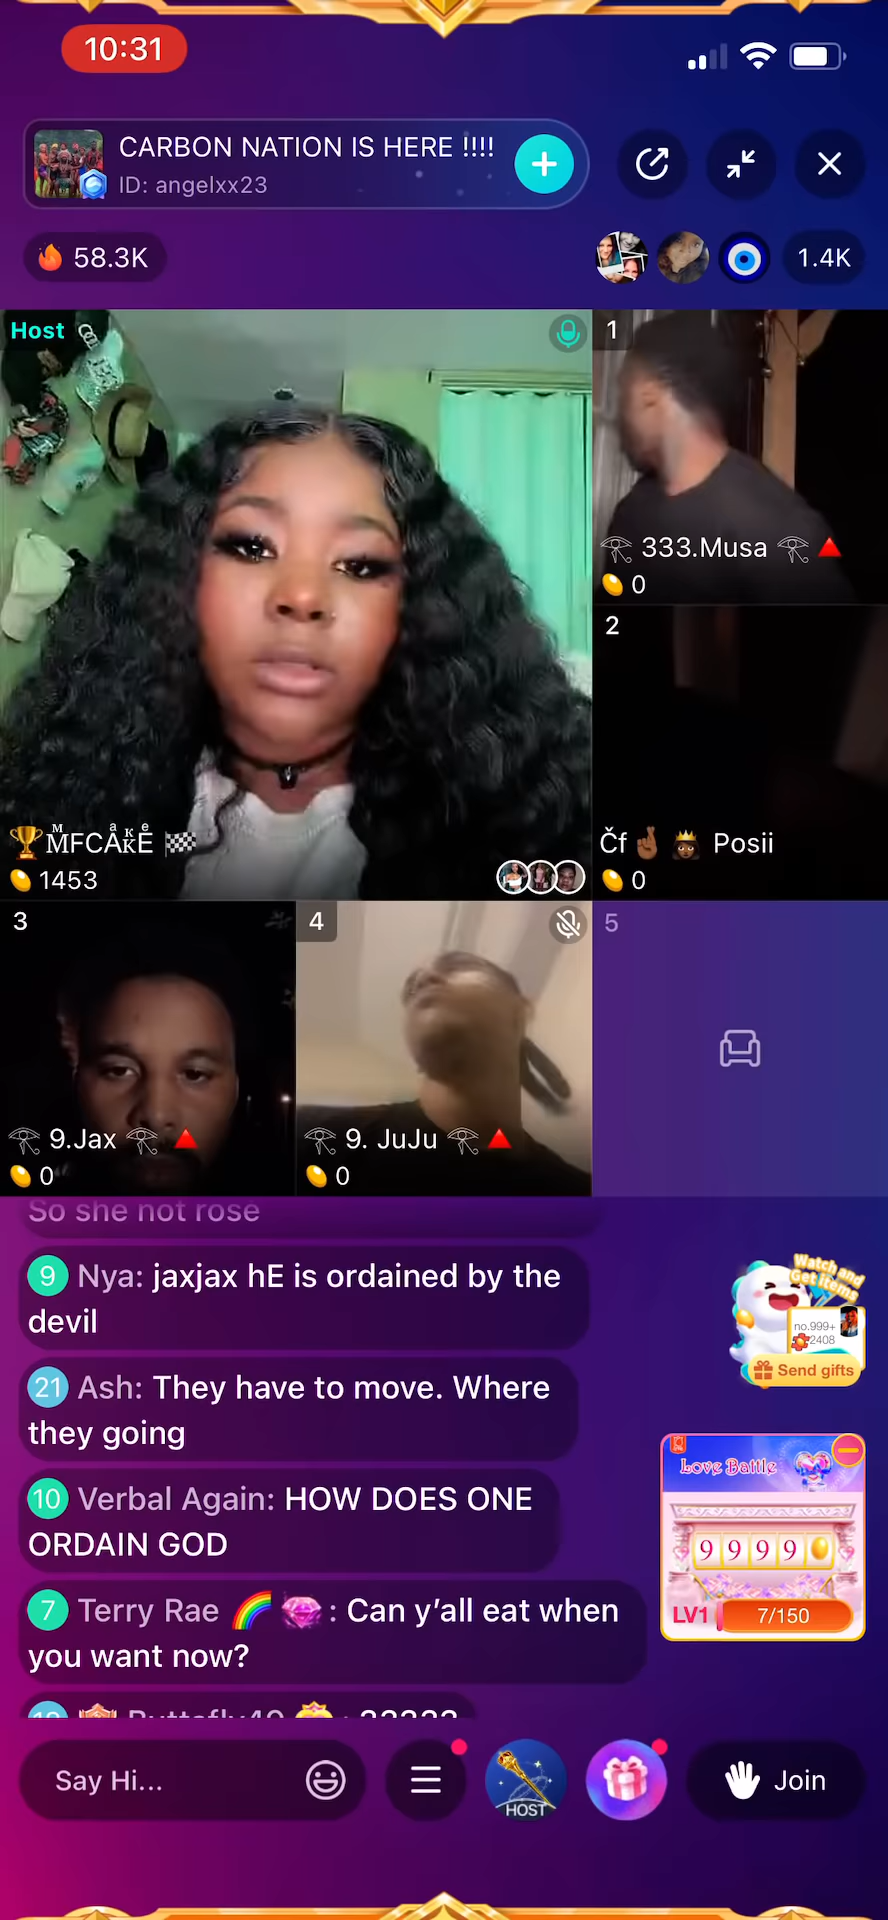 10:31
CARBON NATION IS HERE !!!!
ID: angelxx23
58.3K
1.4K
Host
1
333.Musa
0
2
MFCAKE
1453
Čf Posii
0
3
4
5
9.Jax
0
9. JuJu
0
So she not rose
9 Nya: jaxjax hE is ordained by the
devil
Watch and
Get items
no.999+
2408
Send gifts
21 Ash: They have to move. Where
they going
10 Verbal Again: HOW DOES ONE
ORDAIN GOD
Love Battle
9999
LV1 7/150
7 Terry Rae : Can y’all eat when
you want now?
Say Hi...
HOST
Join